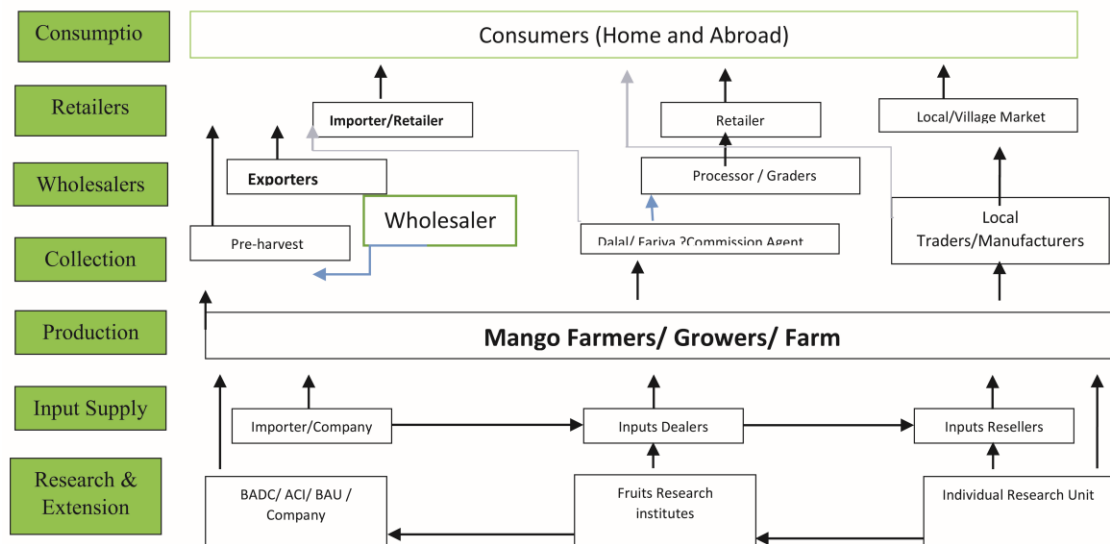 Consumptio
Consumers (Home and Abroad)
Retailers
Importer/Retailer
Retailer
Local/Village Market
Wholesalers
Exporters
Processor / Graders
Wholesaler
Local
Traders/Manufacturers
Pre-harvest
Dalal/ Fariya ?Commission Agent
Collection
Production
Mango Farmers/ Growers/ Farm
Input Supply
Importer/Company
Inputs Dealers
Inputs Resellers
Research &
Extension
BADC/ ACI/ BAU /
Company
Fruits Research
institutes
Individual Research Unit